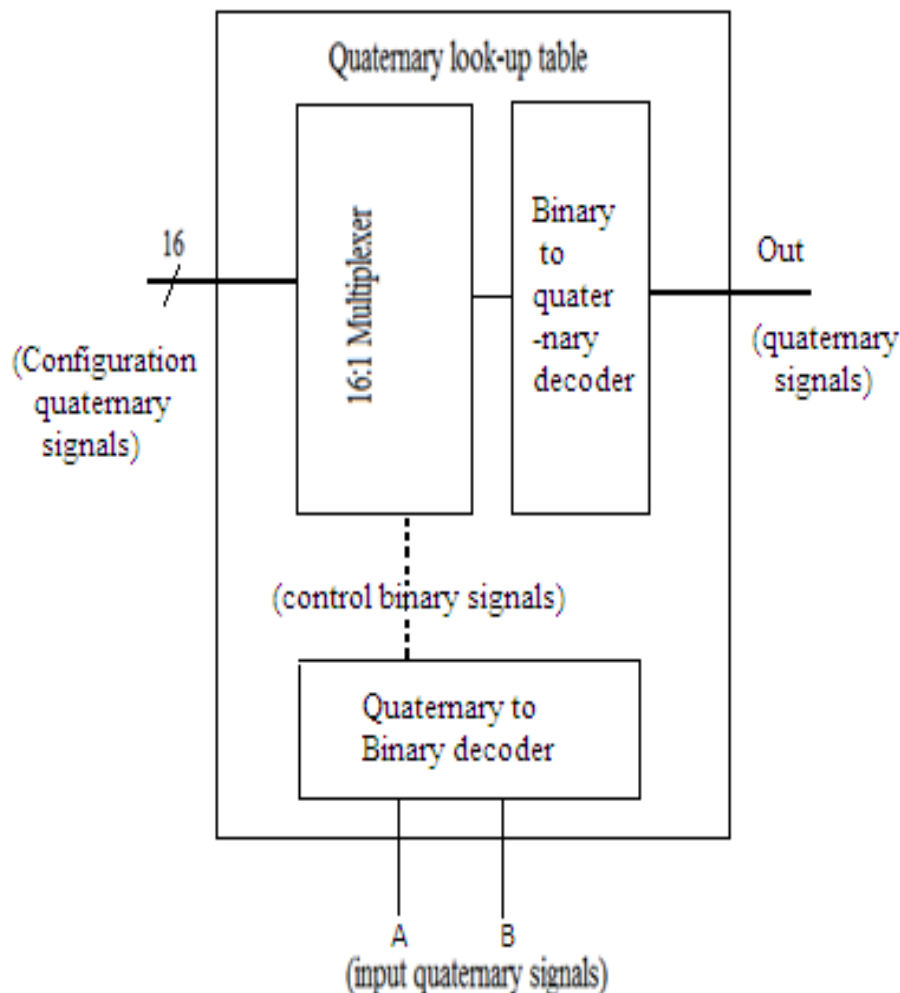 Quaternary look-up table
16:1 Multiplexer
Binary
to
quater
-nary
decoder
16
(Configuration
quaternary
signals)
Out
(quaternary
signals)
(control binary signals)
Quaternary to
Binary decoder
A B
(input quaternary signals)